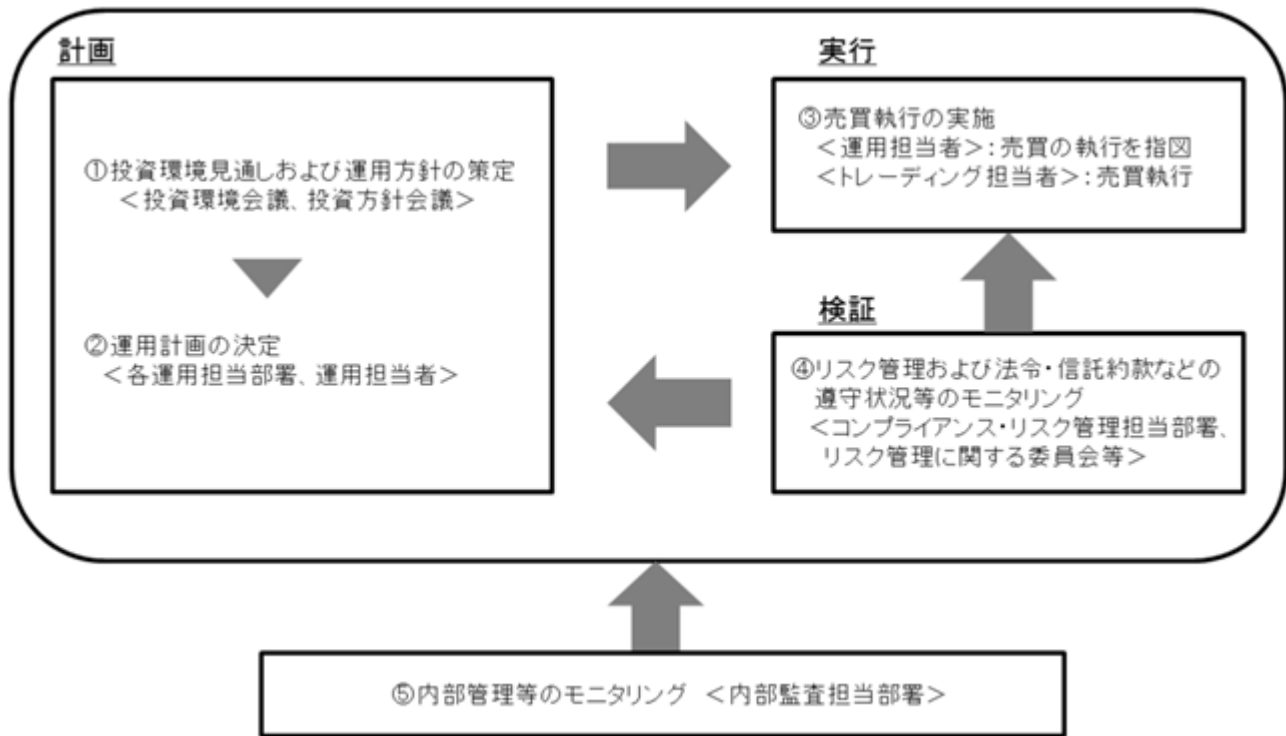 計画
①投資環境見通しおよび運用方針の策定
＜投資環境会議、投資方針会議＞
②運用計画の決定
＜各運用担当部署、運用担当者＞
実行
③売買執行の実施
＜運用担当者＞：売買の執行を指図
＜トレーディング担当者＞：売買執行
検証
④リスク管理および法令・信託約款などの
遵守状況等のモニタリング
＜コンプライアンス・リスク管理担当部署、
リスク管理に関する委員会等＞
⑤内部管理等のモニタリング ＜内部監査担当部署＞